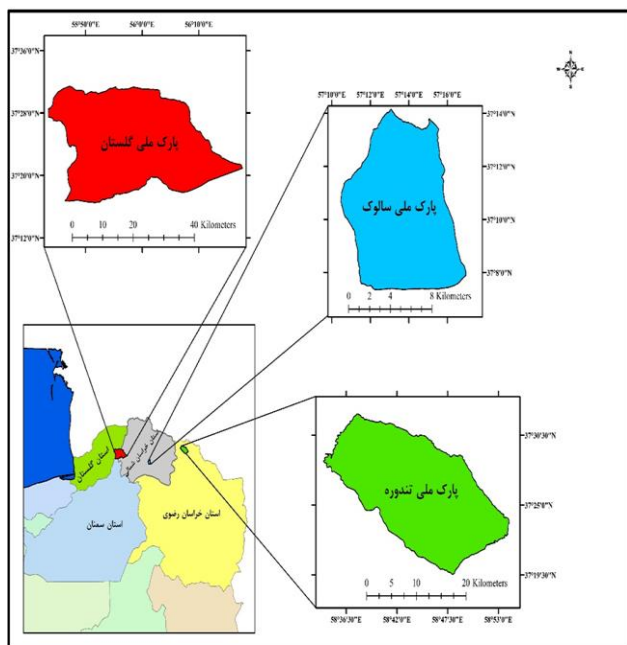 55°50'0"E 56°0'0"E 56°10'0"E
37°36'0"N
37°28'0"N
37°20'0"N
37°12'0"N
پارک ملی گلستان
0 10 20 40 Kilometers
37°10'0"E 37°12'0"E 37°14'0"E 37°16'0"E
37°14'0"N
37°12'0"N
37°10'0"N
37°8'0"N
پارک ملی سالوک
0 2 4 8 Kilometers
استان گلستان
استان خراسان شمالی
استان سمنان
استان خراسان رضوی
پارک ملی تندوره
37°30'30"N
37°25'0"N
37°19'30"N
0 5 10 20 Kilometers
58°36'30"E 58°42'0"E 58°47'30"E 58°53'0"E